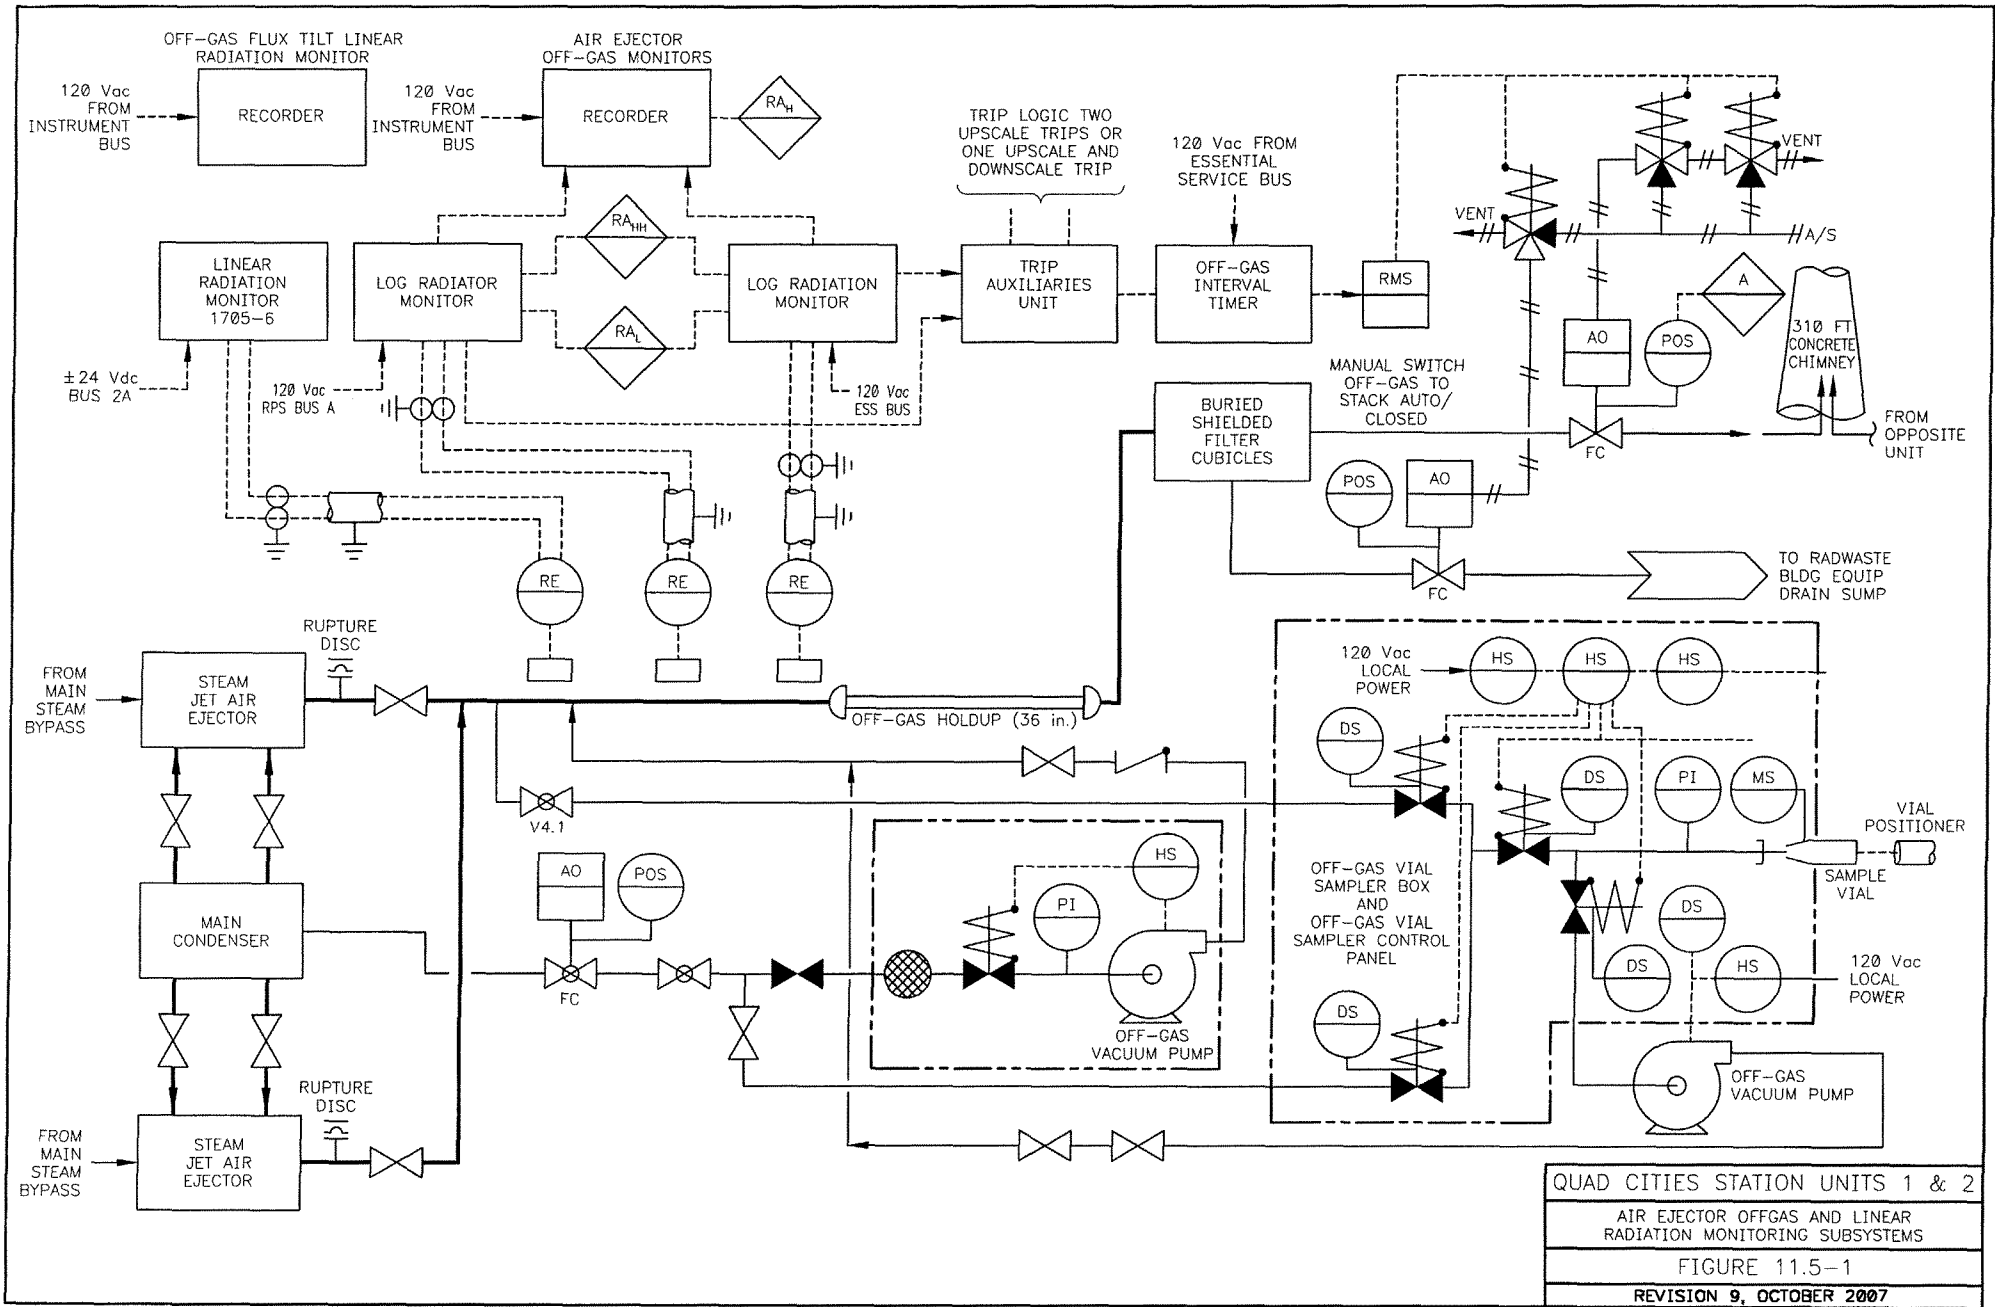 OFF-GAS FLUX TILT LINEAR
RADIATION MONITOR
120 Vac
FROM
INSTRUMENT
BUS
RECORDER
AIR EJECTOR
OFF-GAS MONITORS
120 Vac
FROM
INSTRUMENT
BUS
RECORDER
RAH
TRIP LOGIC TWO
UPSCALE TRIPS OR
ONE UPSCALE AND
DOWNSCALE TRIP
120 Vac FROM
ESSENTIAL
SERVICE BUS
VENT
VENT
A/S
LINEAR
RADIATION
MONITOR
1705-6
LOG RADIATOR
MONITOR
RAHH
RAL
LOG RADIATION
MONITOR
TRIP
AUXILIARIES
UNIT
OFF-GAS
INTERVAL
TIMER
RMS
A
AO
POS
310 FT
CONCRETE
CHIMNEY
±24 Vdc
BUS 2A
120 Vac
RPS BUS A
120 Vac
ESS BUS
MANUAL SWITCH
OFF-GAS TO
STACK AUTO/
CLOSED
BURIED
SHIELDED
FILTER
CUBICLES
FC
FROM
OPPOSITE
UNIT
POS
AO
FC
TO RADWASTE
BLDG EQUIP
DRAIN SUMP
RE
RE
RE
RUPTURE
DISC
FROM
MAIN
STEAM
BYPASS
STEAM
JET AIR
EJECTOR
OFF-GAS HOLDUP (36 in.)
120 Vac
LOCAL
POWER
HS
HS
HS
DS
DS
PI
MS
V4.1
VIAL
POSITIONER
SAMPLE
VIAL
AO
POS
FC
HS
PI
OFF-GAS
VACUUM PUMP
OFF-GAS VIAL
SAMPLER BOX
AND
OFF-GAS VIAL
SAMPLER CONTROL
PANEL
DS
DS
HS
120 Vac
LOCAL
POWER
DS
MAIN
CONDENSER
OFF-GAS
VACUUM PUMP
RUPTURE
DISC
FROM
MAIN
STEAM
BYPASS
STEAM
JET AIR
EJECTOR
QUAD CITIES STATION UNITS 1 & 2
AIR EJECTOR OFFGAS AND LINEAR
RADIATION MONITORING SUBSYSTEMS
FIGURE 11.5-1
REVISION 9, OCTOBER 2007